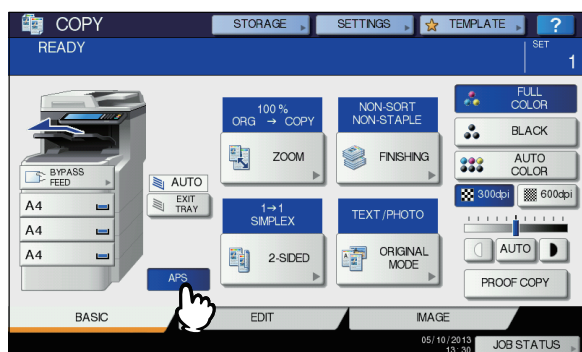 COPY
STORAGE
SETTINGS
TEMPLATE
?
READY
SET
1
100 %
ORG → COPY
ZOOM
NON-SORT
NON-STAPLE
FINISHING
FULL
COLOR
BLACK
AUTO
COLOR
300dpi
600dpi
BYPASS
FEED
A4
A4
A4
AUTO
EXIT
TRAY
APS
1→1
SIMPLEX
2-SIDED
TEXT/PHOTO
ORIGINAL
MODE
AUTO
PROOF COPY
BASIC
EDIT
IMAGE
05/10/2013
13:30
JOB STATUS